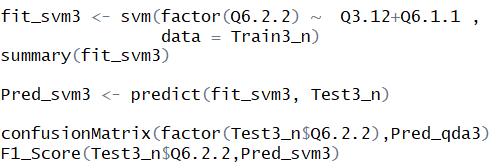 fit_svm3 <- svm(factor(Q6.2.2) ~  Q3.12+Q6.1.1 ,
                data = Train3_n)
summary(fit_svm3)

Pred_svm3 <- predict(fit_svm3, Test3_n)

confusionMatrix(factor(Test3_n$Q6.2.2),Pred_qda3)
F1_Score(Test3_n$Q6.2.2,Pred_svm3)